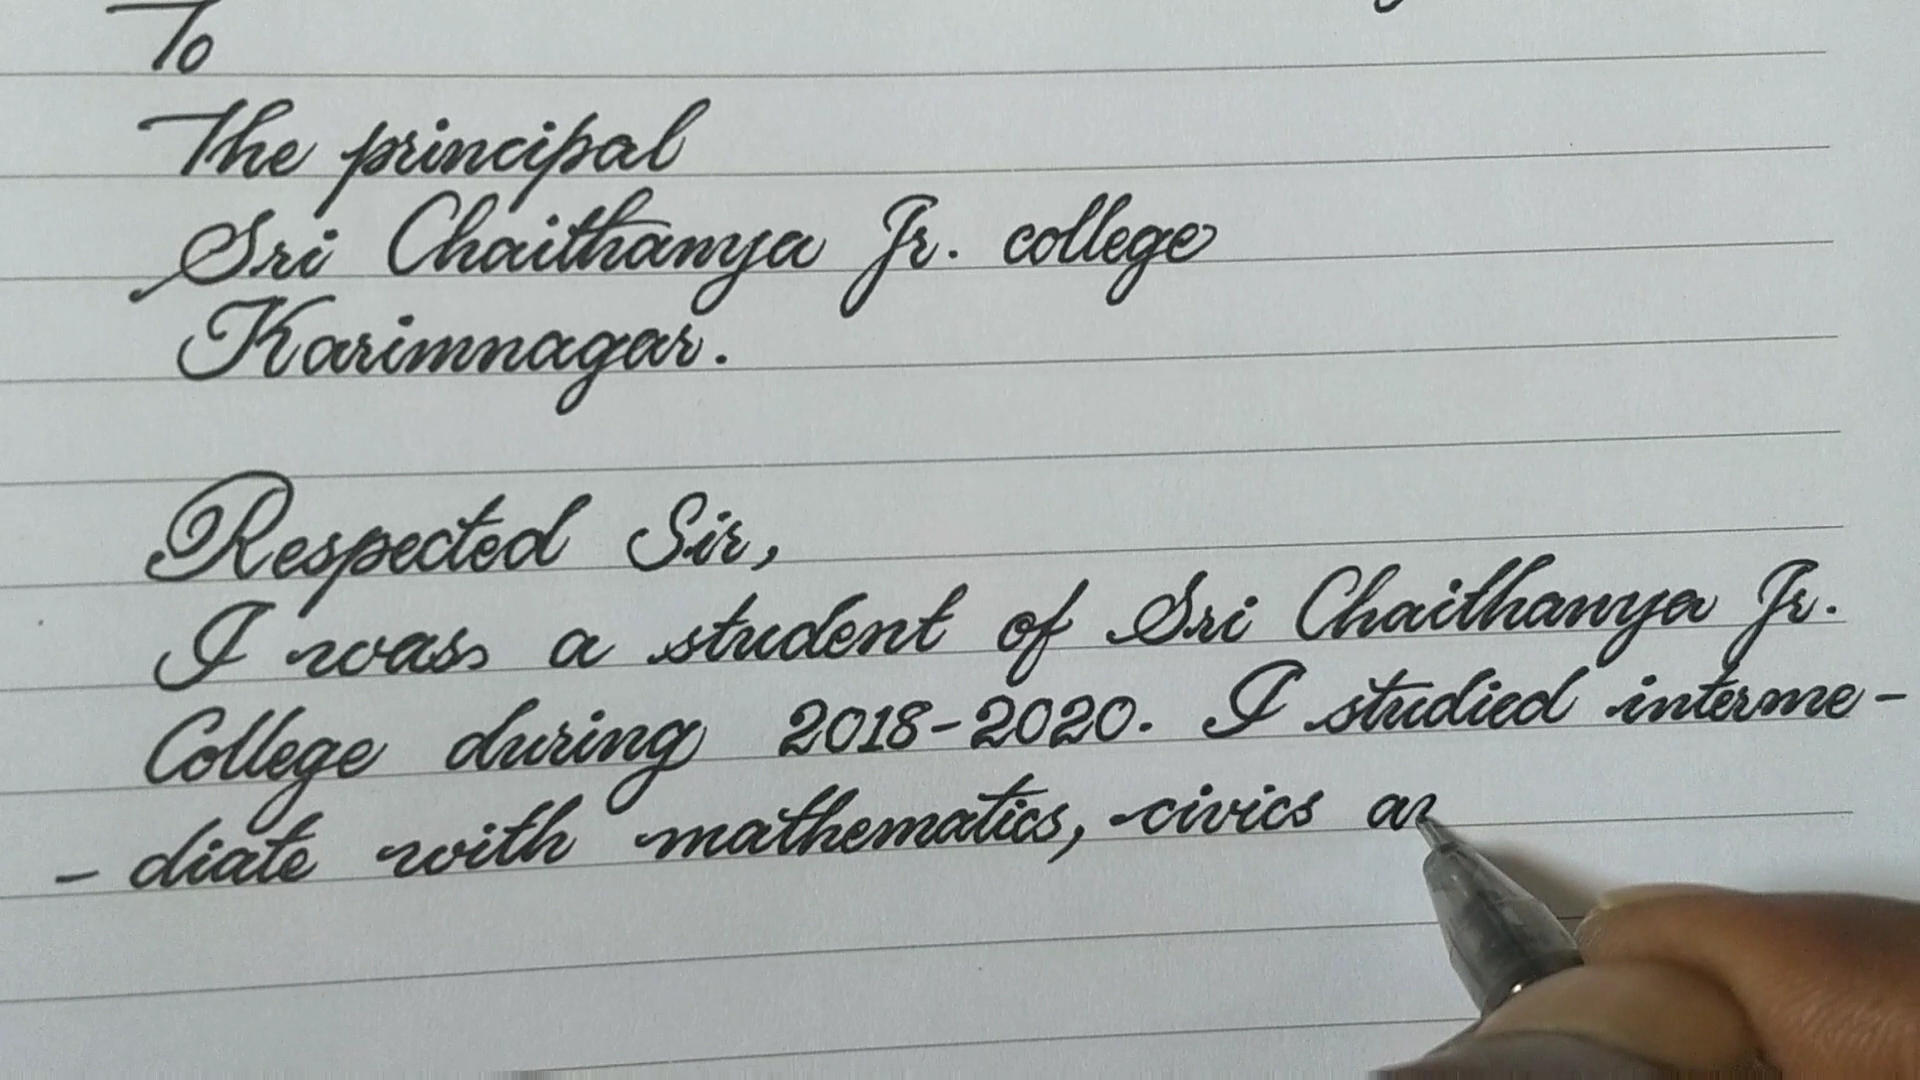 To
The principal
Sri Chaithanya Jr. college
Karimnagar.
Respected Sir,
I was a student of Sri Chaithanya Jr.
College during 2018-2020. I studied interme-
- diate with mathematics, civics an